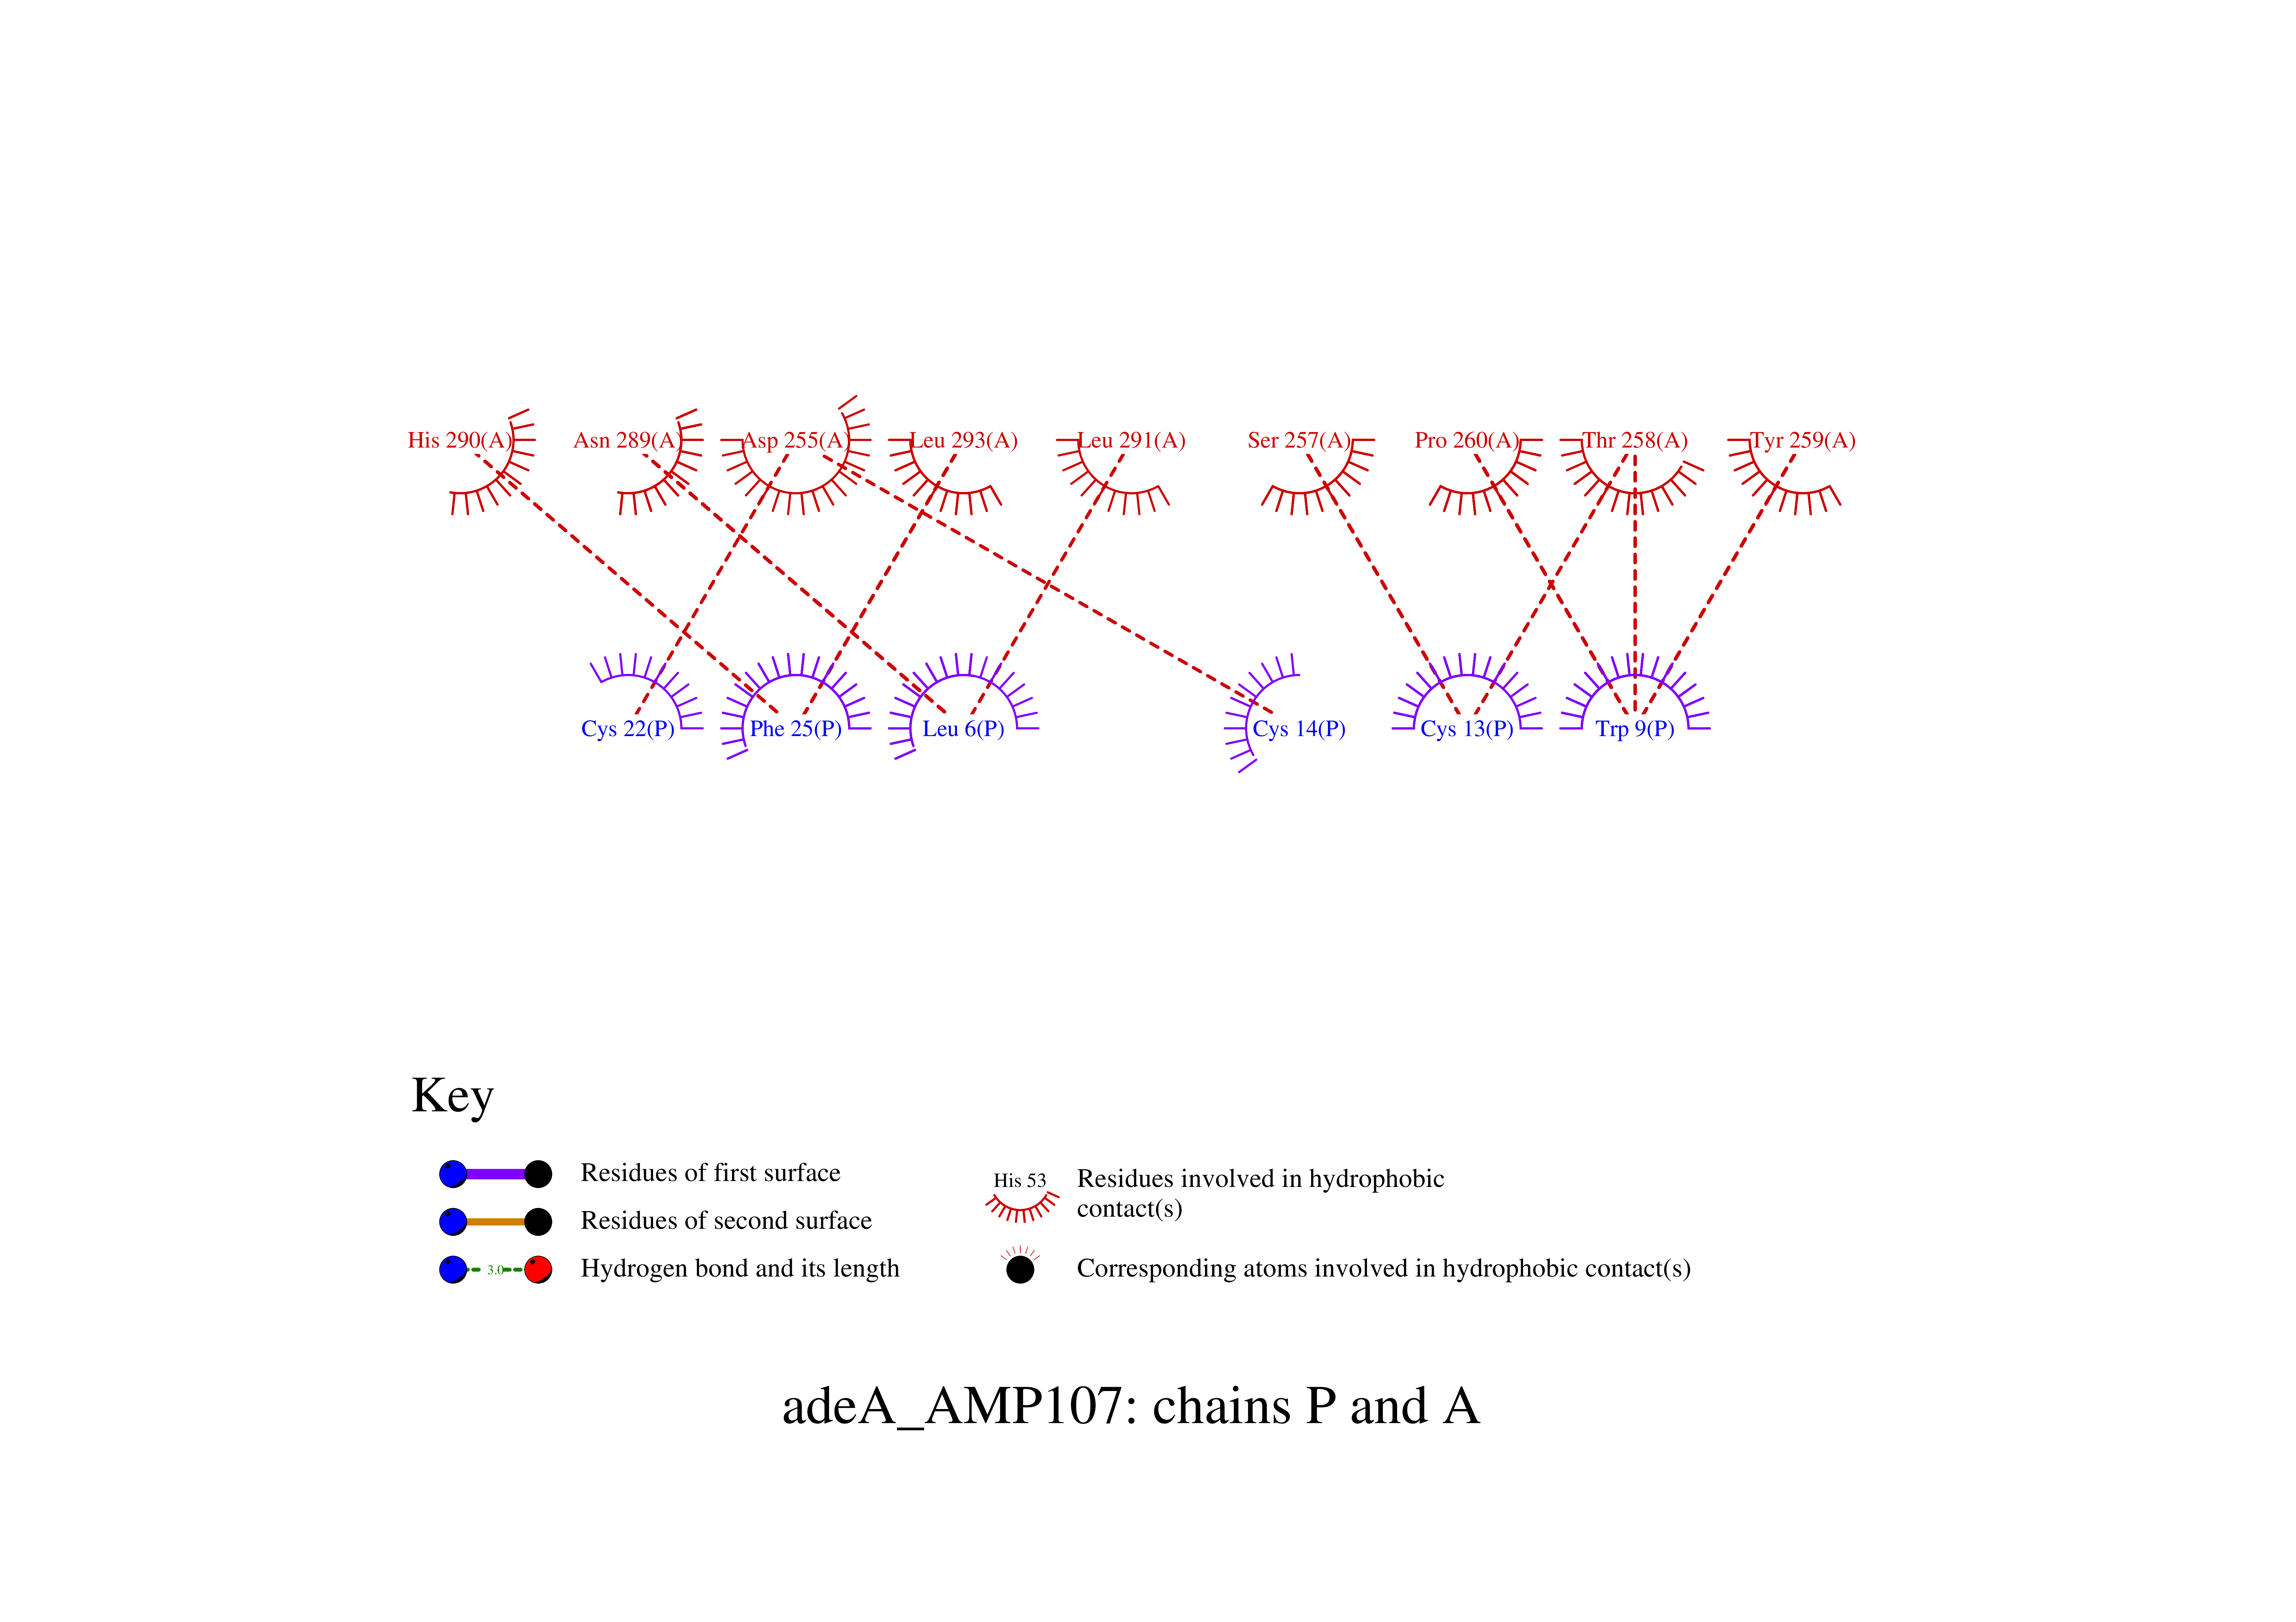 His 290(A) Asn 289(A) Asp 255(A) Leu 293(A) Leu 291(A) Ser 257(A) Pro 260(A) Thr 258(A) Tyr 259(A)
Cys 22(P) Phe 25(P) Leu 6(P) Cys 14(P) Cys 13(P) Trp 9(P)
Key
Residues of first surface
Residues of second surface
3.0 Hydrogen bond and its length
His 53 Residues involved in hydrophobic
contact(s)
Corresponding atoms involved in hydrophobic contact(s)
adeA_AMP107: chains P and A